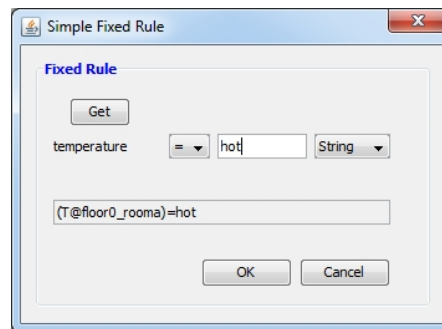 Simple Fixed Rule
Fixed Rule
Get
temperature = hot String
(T@floor0_rooma)=hot
OK Cancel